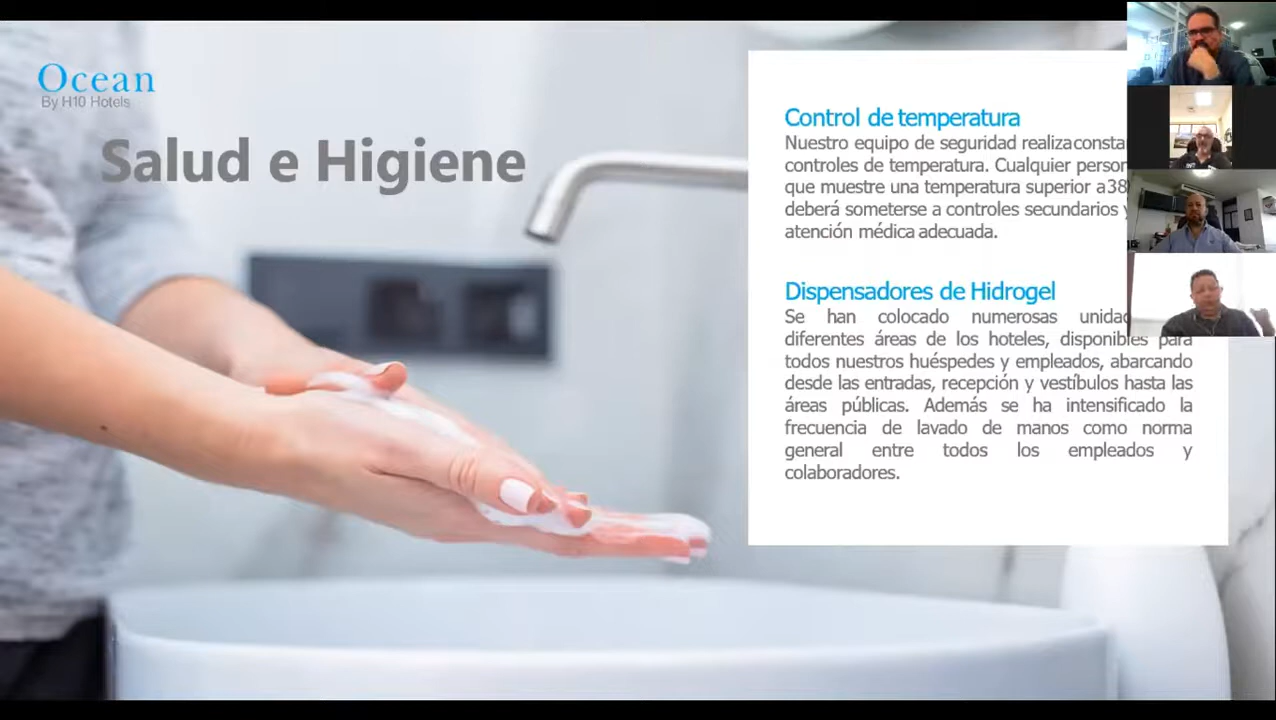 Ocean
By H10 Hotels
Salud e Higiene
Control de temperatura
Nuestro equipo de seguridad realiza
controles de temperatura. Cualquier
que muestre una temperatura superior a 38
deberá someterse a controles secundarios y
atención médica adecuada.
Dispensadores de Hidrogel
Se han colocado numerosas
diferentes áreas de los hoteles, disponibles para
todos nuestros huéspedes y empleados, abarcando
desde las entradas, recepción y vestíbulos hasta las
áreas públicas. Además se ha intensificado la
frecuencia de lavado de manos como norma
general entre todos los empleados y
colaboradores.